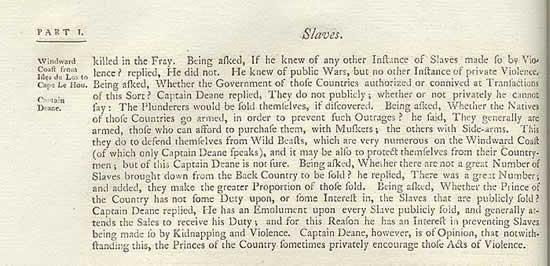 PART I.
Slaves.
Windward
Coast from
Isles de Los to
Cape Le Hou.
Captain
Deane.
killed in the Fray. Being aſked, If he knew of any other Inſtance of Slaves made ſo by Vio-
lence? replied, He did not. He knew of public Wars, but no other Inſtance of private Violence.
Being aſked, Whether the Government of thoſe Countries authorized or connived at Tranſactions
of this Sort? Captain Deane replied, They do not publicly; whether or not privately he cannot
ſay: The Plunderers would be ſold themſelves, if diſcovered. Being aſked, Whether the Natives
of thoſe Countries go armed, in order to prevent ſuch Outrages? he ſaid, They generally are
armed, thoſe who can afford to purchaſe them, with Muſkets; the others with Side-arms. This
they do to defend themſelves from Wild Beaſts, which are very numerous on the Windward Coaſt
(of which only Captain Deane ſpeaks), and it may be alſo to protect themſelves from their Country-
men; but of this Captain Deane is not ſure. Being aſked, Whether there are not a great Number of
Slaves brought down from the Back Country to be ſold? he replied, There was a great Number;
and added, they make the greater Proportion of thoſe ſold. Being aſked, Whether the Prince of
the Country has not ſome Duty upon, or ſome Intereſt in, the Slaves that are publicly ſold?
Captain Deane replied, He has an Emolument upon every Slave publicly ſold, and generally at-
tends the Sales to receive his Duty; and for this Reaſon he has an Intereſt in preventing Slaves
being made ſo by Kidnapping and Violence. Captain Deane, however, is of Opinion, that notwith-
ſtanding this, the Princes of the Country ſometimes privately encourage thoſe Acts of Violence.